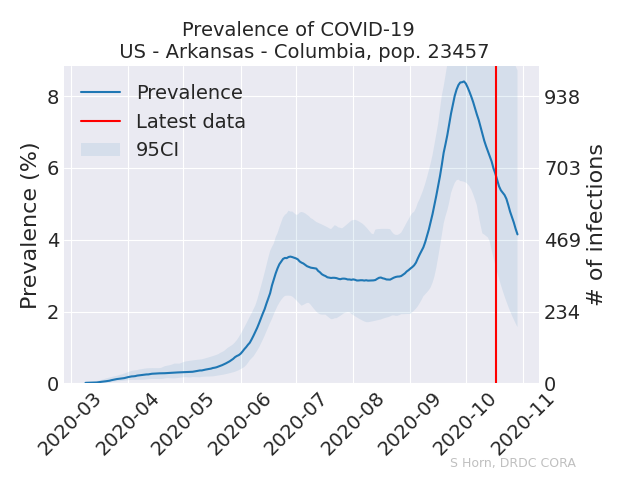 Prevalence of COVID-19
US - Arkansas - Columbia, pop. 23457
Prevalence
Latest data
95CI
Prevalence (%)
8
6
4
2
0
938
703
469
234
0
# of infections
2020-03
2020-04
2020-05
2020-06
2020-07
2020-08
2020-09
2020-10
2020-11
S Horn, DRDC CORA